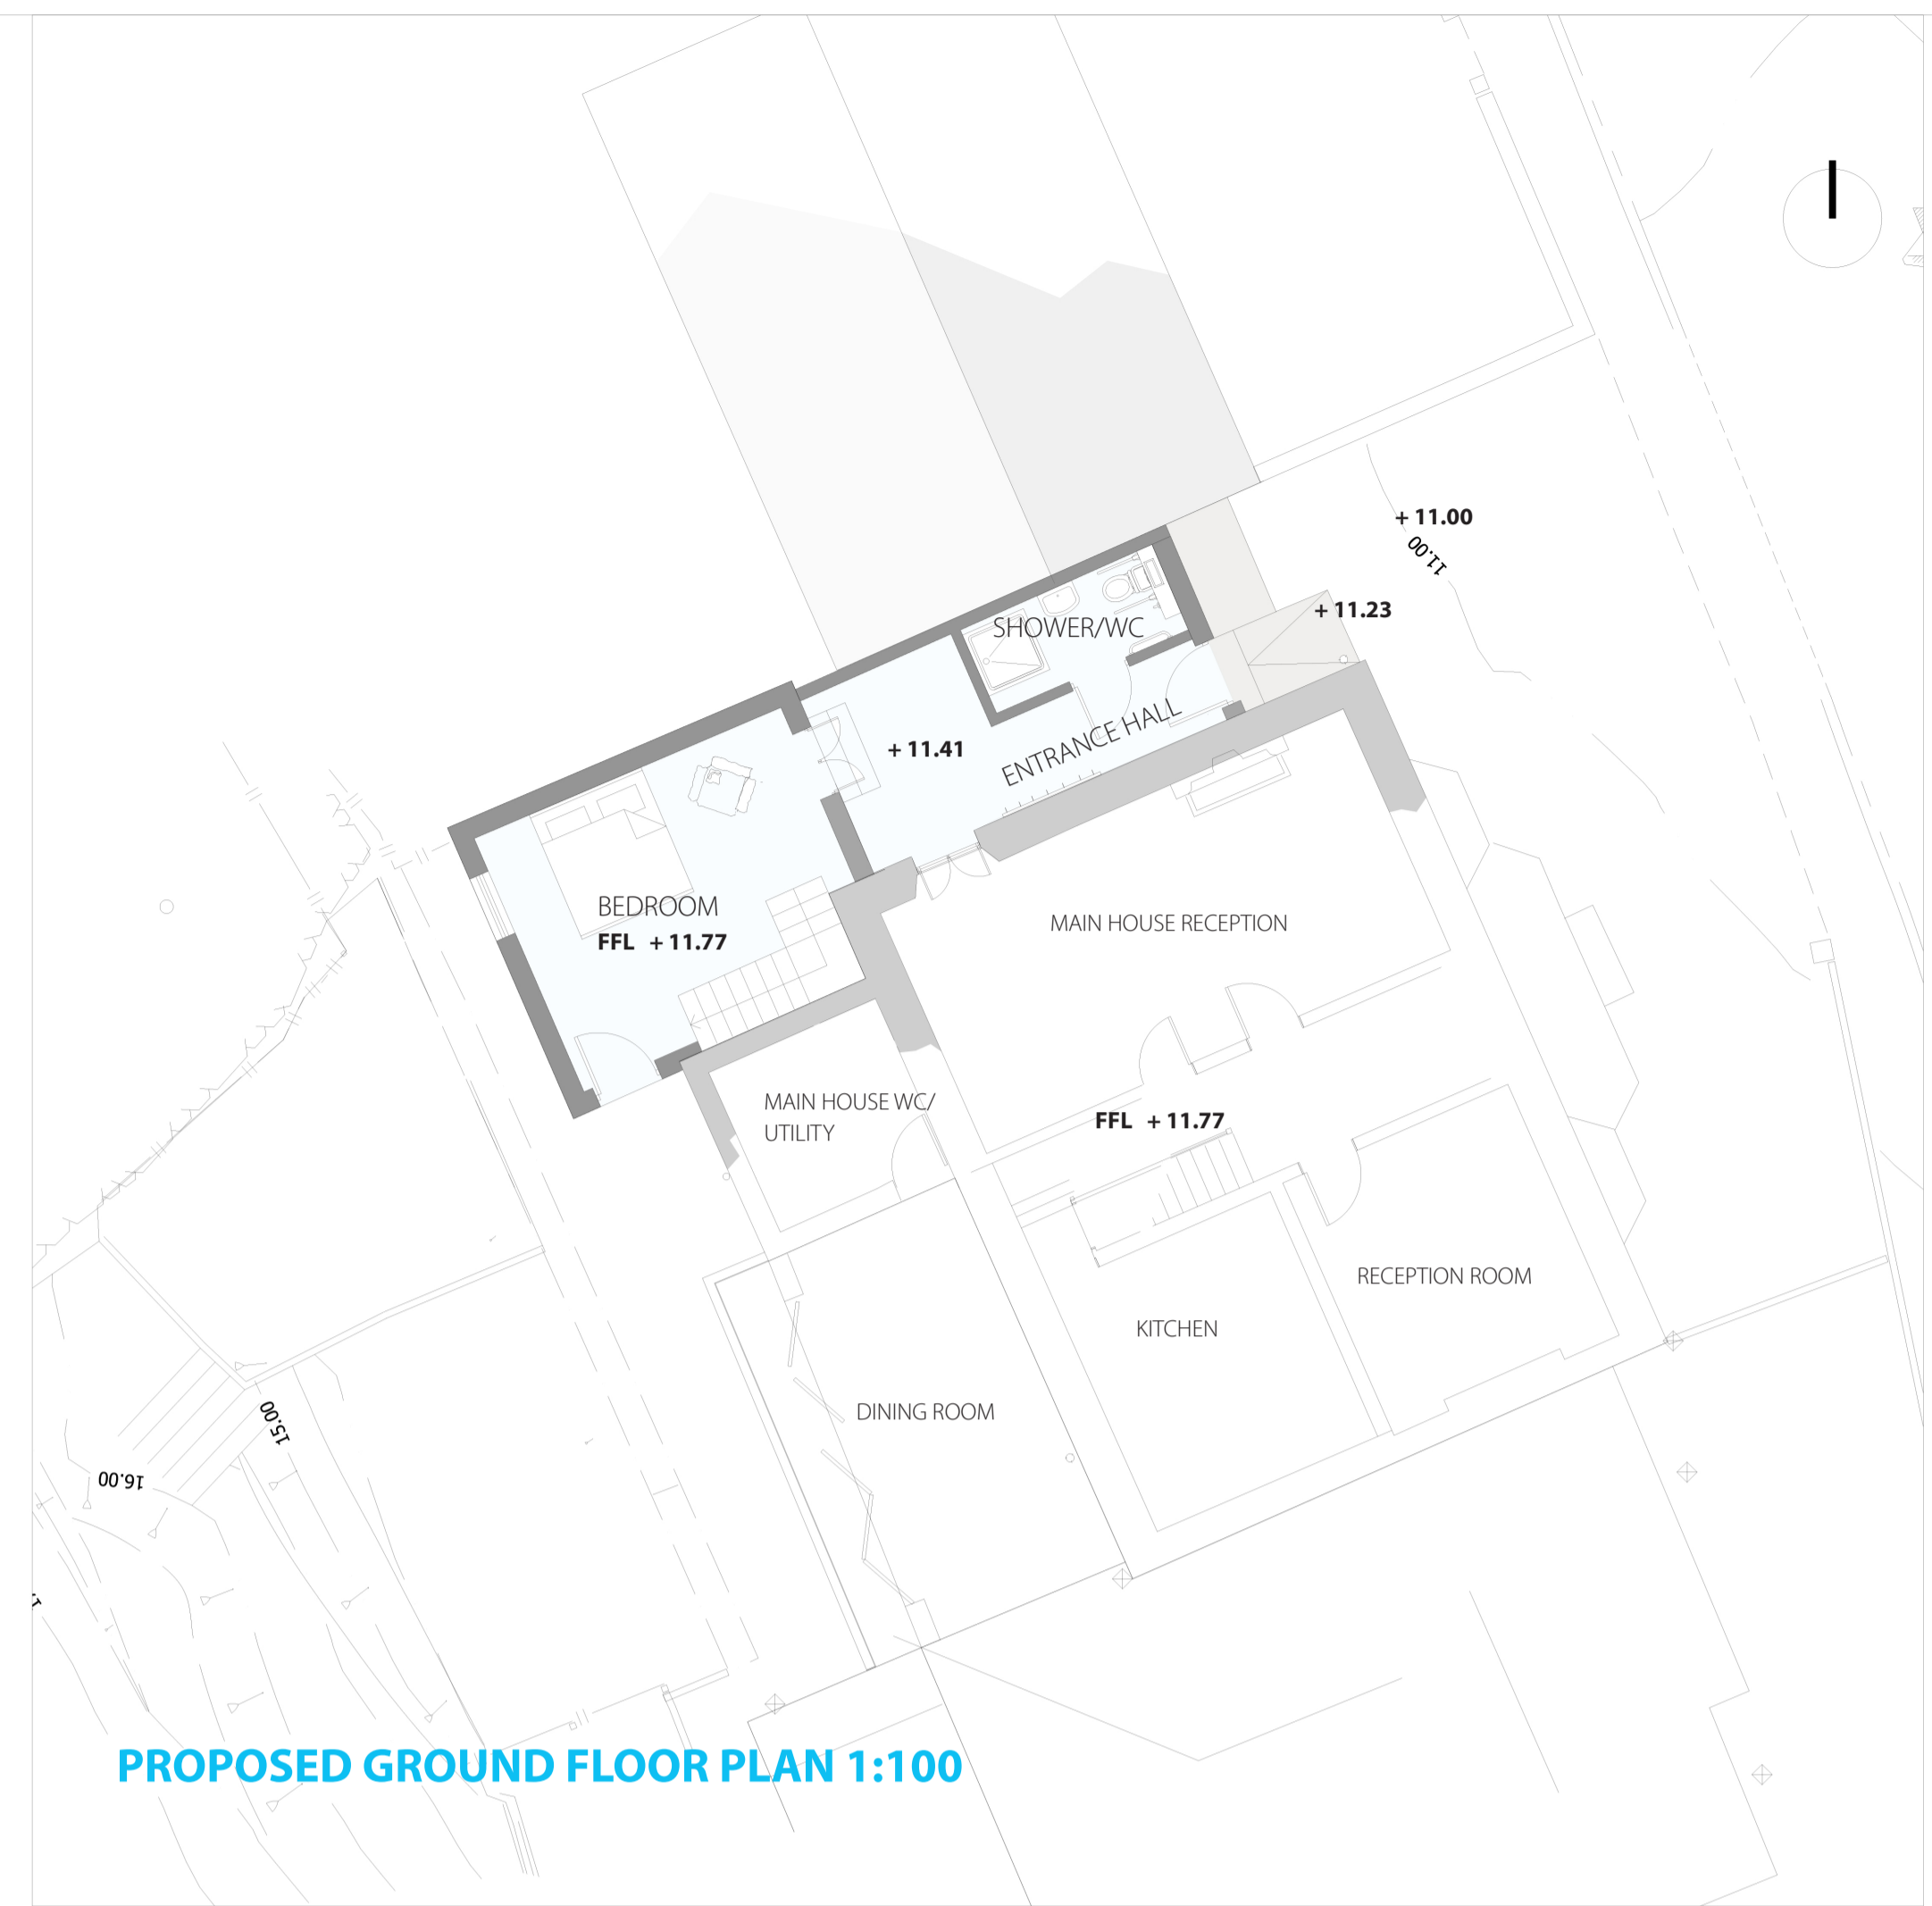 + 11.00
11.00
+ 11.23
SHOWER/WC
ENTRANCE HALL
+ 11.41
BEDROOM
FFL + 11.77
MAIN HOUSE RECEPTION
MAIN HOUSE WC/
UTILITY
FFL + 11.77
RECEPTION ROOM
KITCHEN
DINING ROOM
15.00
16.00
PROPOSED GROUND FLOOR PLAN 1:100